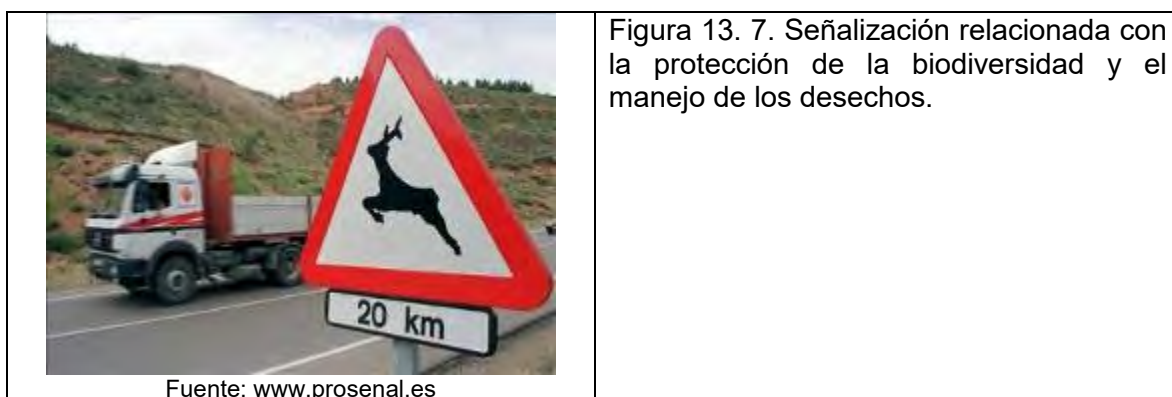 Figura 13. 7. Señalización relacionada con
la protección de la biodiversidad y el
manejo de los desechos.
20 km
Fuente: www.prosenal.es